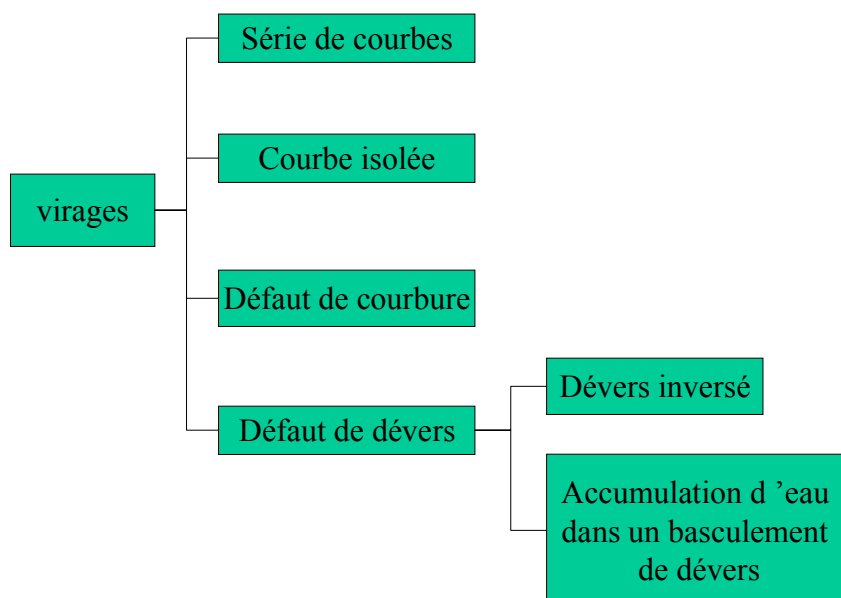 Série de courbes
Courbe isolée
virages
Défaut de courbure
Dévers inversé
Défaut de dévers
Accumulation d ’eau
dans un basculement
de dévers